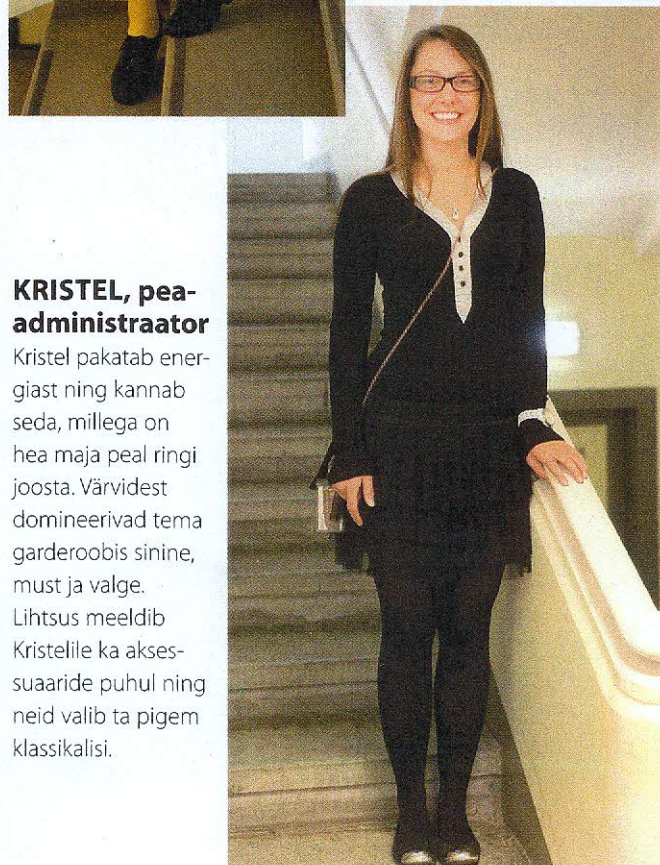 KRISTEL, pea-
administraator
Kristel pakatab ener-
giast ning kannab
seda, millega on
hea maja peal ringi
joosta. Värvidest
domineerivad tema
garderoobis sinine,
must ja valge.
Lihtsus meeldib
Kristelile ka akses-
suaaride puhul ning
neid valib ta pigem
klassikalisi.